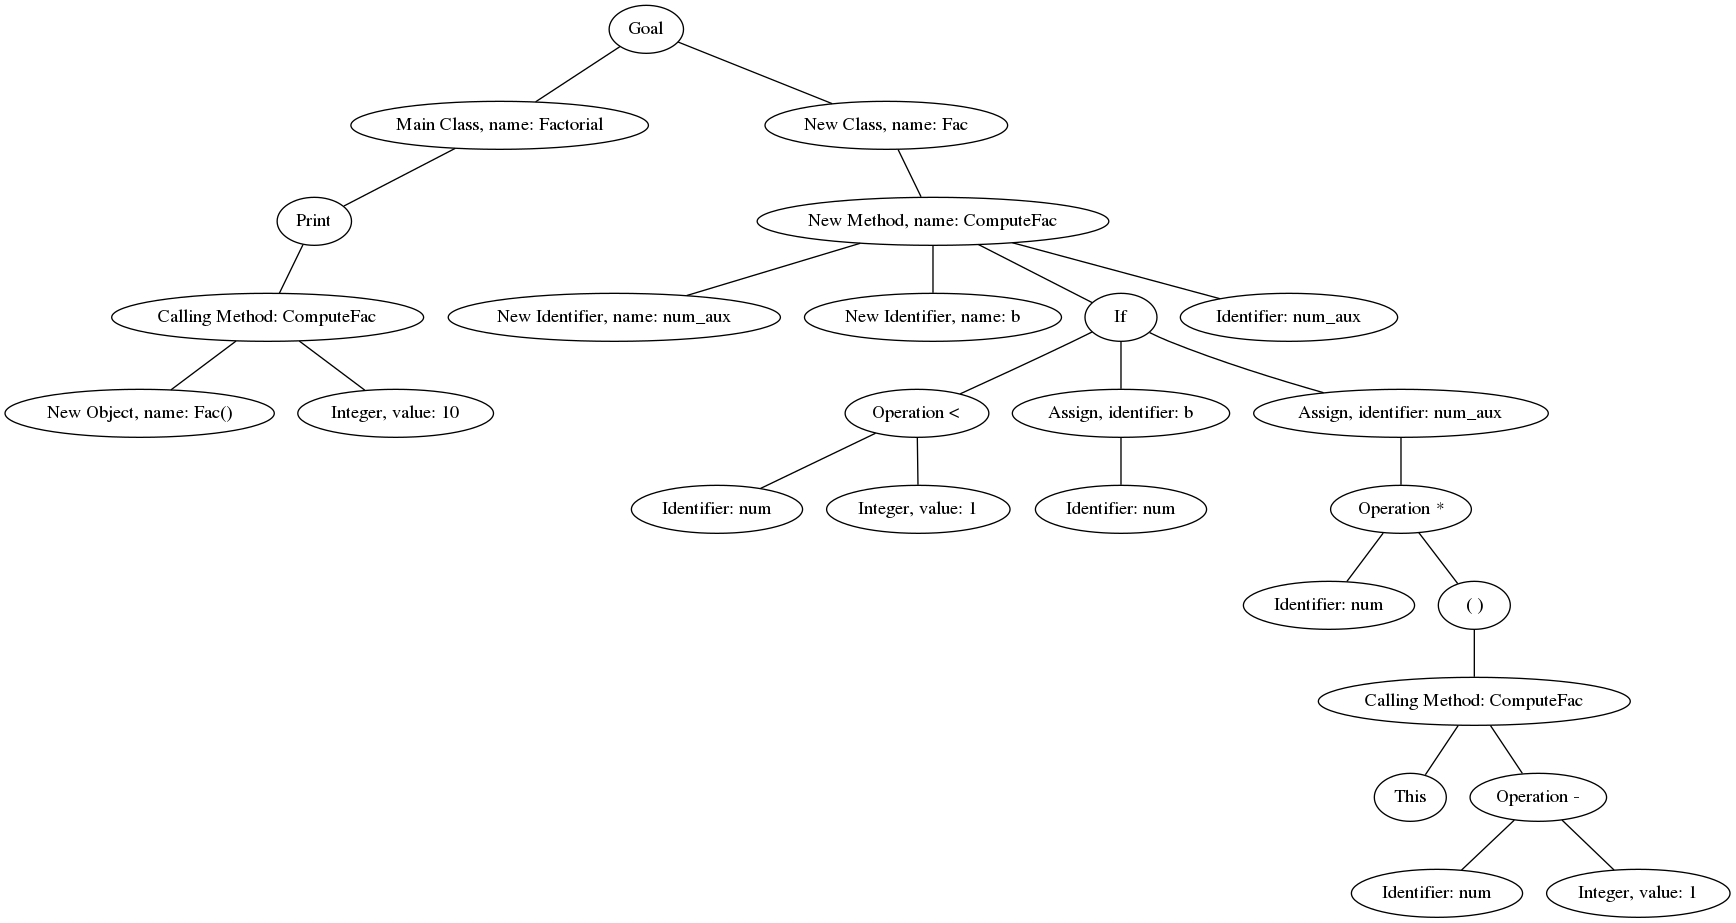 Goal
Main Class, name: Factorial
New Class, name: Fac
Print
New Method, name: ComputeFac
Calling Method: ComputeFac
New Identifier, name: num_aux
New Identifier, name: b
If
Identifier: num_aux
New Object, name: Fac()
Integer, value: 10
Operation <
Assign, identifier: b
Assign, identifier: num_aux
Identifier: num
Integer, value: 1
Identifier: num
Operation *
Identifier: num
( )
Calling Method: ComputeFac
This
Operation -
Identifier: num
Integer, value: 1